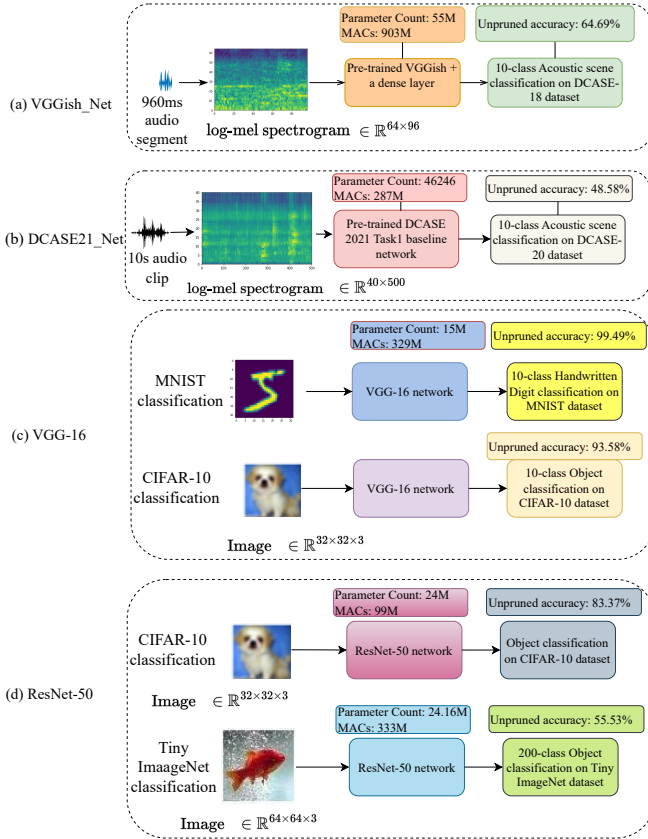 Parameter Count: 55M
MACs: 903M
Unpruned accuracy: 64.69%
(a) VGGish_Net
960ms
audio
segment
log-mel spectrogram ∈ ℝ^{64×96}
Pre-trained VGGish +
a dense layer
10-class Acoustic scene
classification on DCASE-
18 dataset
Parameter Count: 46246
MACs: 287M
Unpruned accuracy: 48.58%
(b) DCASE21_Net
10s audio
clip
log-mel spectrogram ∈ ℝ^{40×500}
Pre-trained DCASE
2021 Task1 baseline
network
10-class Acoustic scene
classification on DCASE-
20 dataset
(c) VGG-16
Parameter Count: 15M
MACs: 329M
Unpruned accuracy: 99.49%
MNIST
classification
VGG-16 network
10-class Handwritten
Digit classification on
MNIST dataset
Unpruned accuracy: 93.58%
CIFAR-10
classification
VGG-16 network
10-class Object
classification on
CIFAR-10 dataset
Image ∈ ℝ^{32×32×3}
(d) ResNet-50
Parameter Count: 24M
MACs: 99M
Unpruned accuracy: 83.37%
CIFAR-10
classification
ResNet-50 network
Object classification
on CIFAR-10 dataset
Image ∈ ℝ^{32×32×3}
Parameter Count: 24.16M
MACs: 333M
Unpruned accuracy: 55.53%
Tiny
ImaageNet
classification
ResNet-50 network
200-class Object
classification on Tiny
ImageNet dataset
Image ∈ ℝ^{64×64×3}